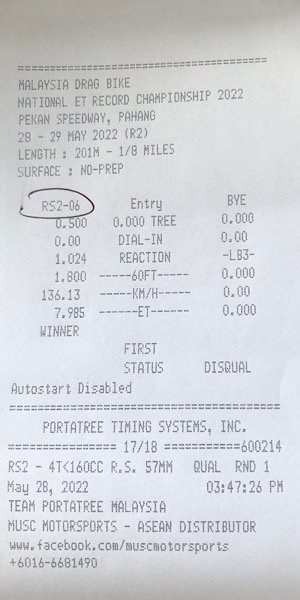 ===========================================
MALAYSIA DRAG BIKE
NATIONAL ET RECORD CHAMPIONSHIP 2022
PEKAN SPEEDWAY, PAHANG
28 - 29 MAY 2022 (R2)
LENGTH : 201M - 1/8 MILES
SURFACE : NO-PREP
RS2-06 Entry BYE
0.500 0.000 TREE 0.000
0.00 DIAL-IN 0.00
1.024 REACTION -LB3-
1.800 -----60FT----- 0.000
136.13 -----KM/H----- 0.00
7.985 ------ET------ 0.000
WINNER
FIRST
STATUS DISQUAL
Autostart Disabled
===========================================
PORTATREE TIMING SYSTEMS, INC.
================ 17/18 ===========600214
RS2 - 4T<160CC R.S. 57MM QUAL RND 1
May 28, 2022 03:47:26 PM
TEAM PORTATREE MALAYSIA
MUSC MOTORSPORTS - ASEAN DISTRIBUTOR
www.facebook.com/muscmotorsports
+6016-6681490